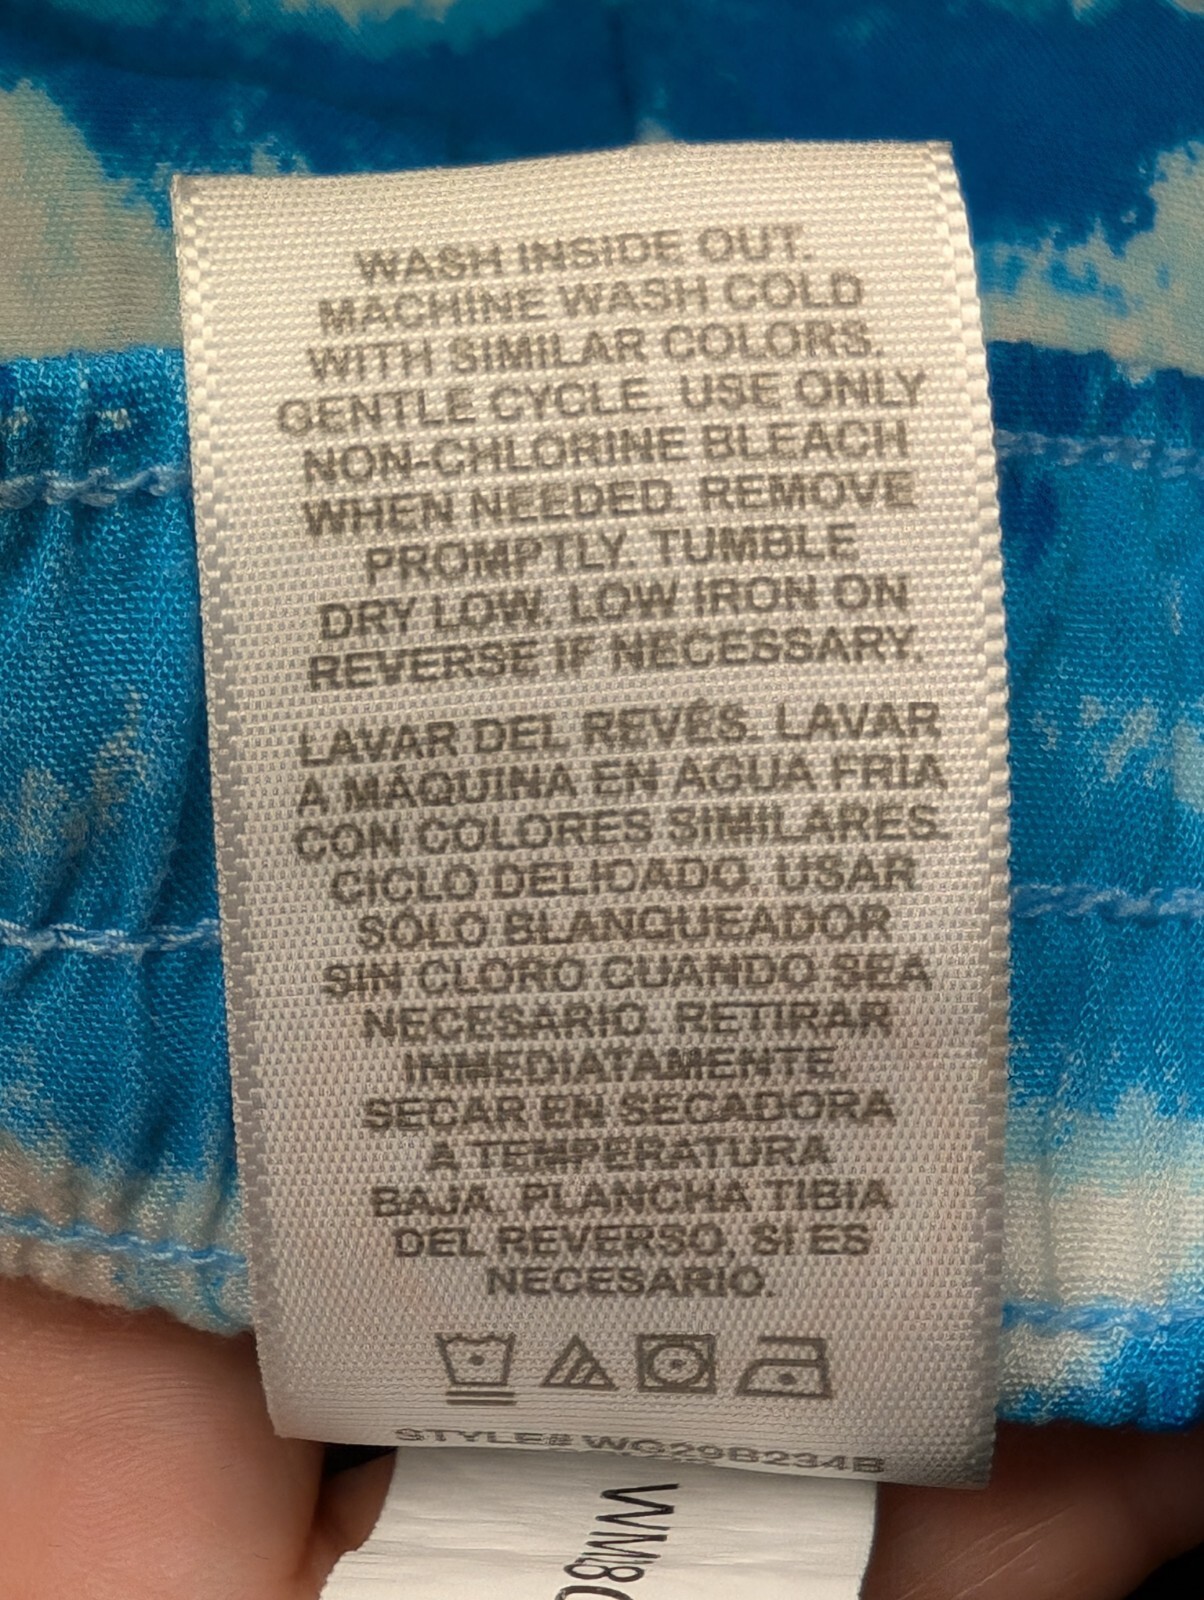 WASH INSIDE OUT.
MACHINE WASH COLD
WITH SIMILAR COLORS.
GENTLE CYCLE. USE ONLY
NON-CHLORINE BLEACH
WHEN NEEDED. REMOVE
PROMPTLY. TUMBLE
DRY LOW. LOW IRON ON
REVERSE IF NECESSARY.
LAVAR DEL REVÉS. LAVAR
A MÁQUINA EN AGUA FRÍA
CON COLORES SIMILARES.
CICLO DELICADO. USAR
SÓLO BLANQUEADOR
SIN CLORO CUANDO SEA
NECESARIO. RETIRAR
INMEDIATAMENTE
SECAR EN SECADORA
A TEMPERATURA
BAJA. PLANCHA TIBIA
DEL REVERSO, SI ES
NECESARIO.
STYLE# WG29B234B
WM80